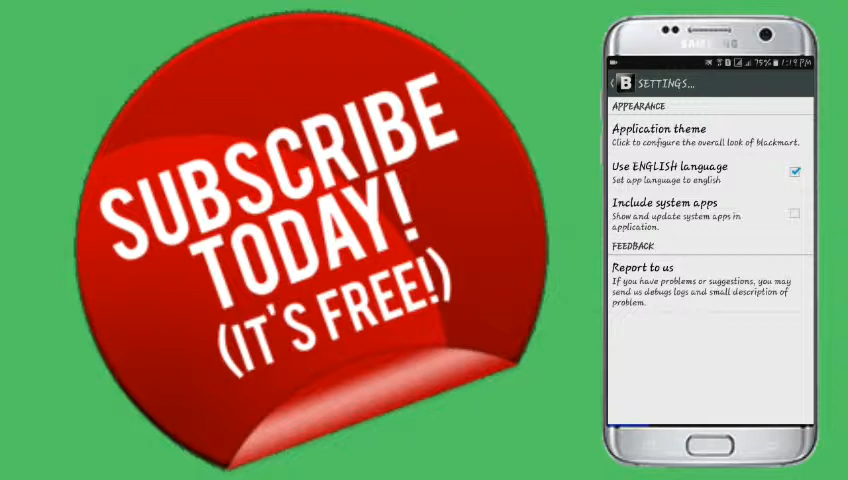 SUBSCRIBE
TODAY!
(IT'S FREE!)
SAMSUNG
75% 1:19 PM
B SETTINGS...
APPEARANCE
Application theme
Click to configure the overall look of blackmart.
Use ENGLISH language
Set app language to english
Include system apps
Show and update system apps in
application.
FEEDBACK
Report to us
If you have problems or suggestions, you may
send us debugs logs and small description of
problem.